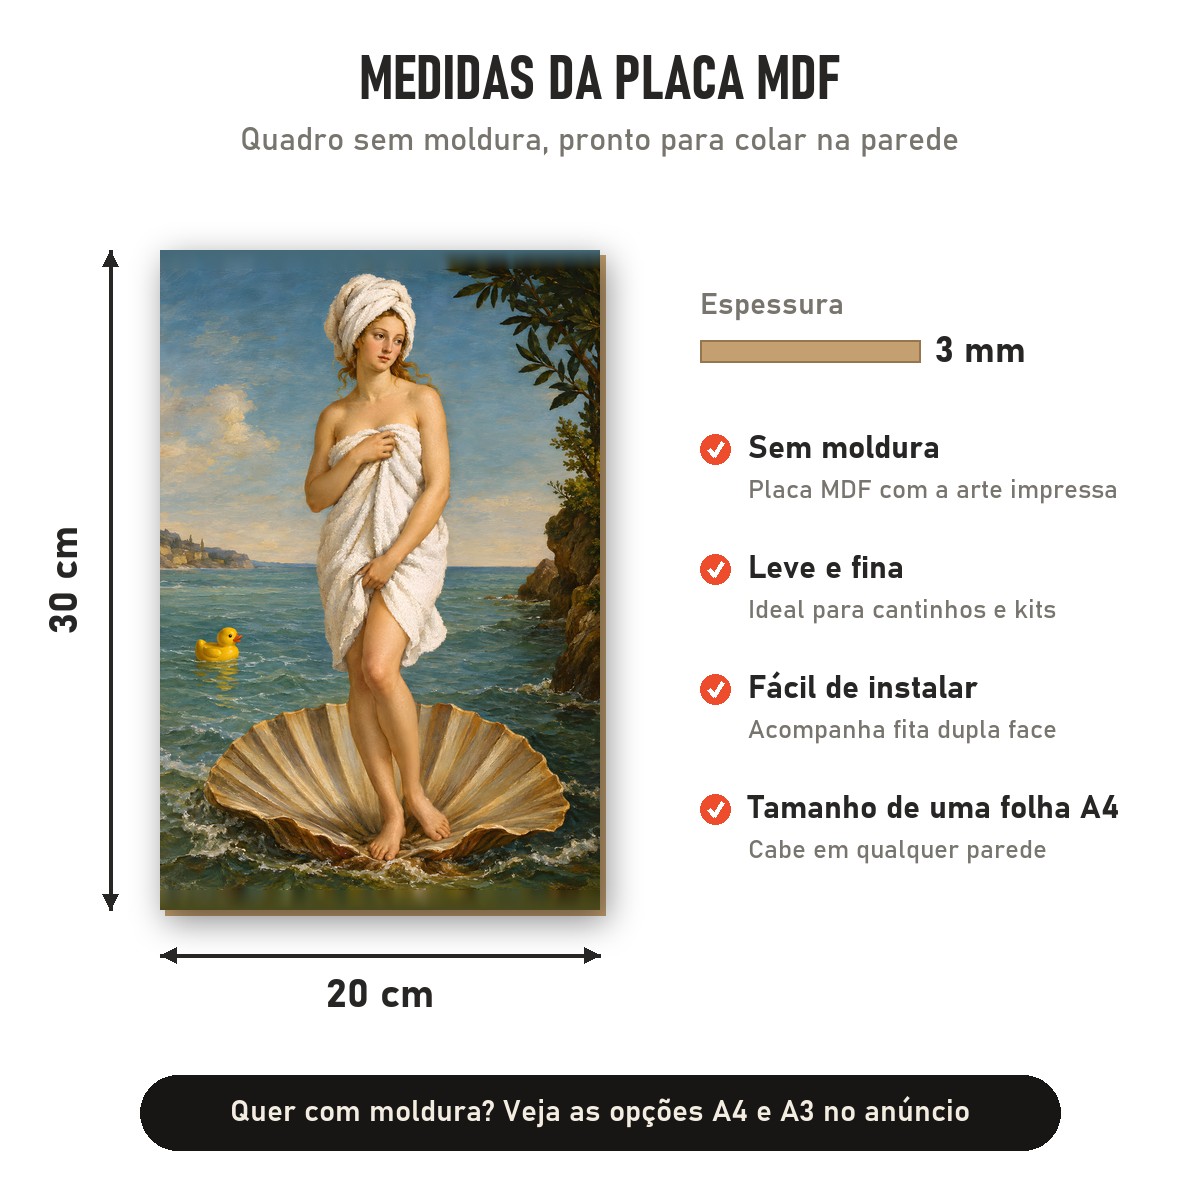 MEDIDAS DA PLACA MDF
Quadro sem moldura, pronto para colar na parede
30 cm
20 cm
Espessura
3 mm
Sem moldura
Placa MDF com a arte impressa
Leve e fina
Ideal para cantinhos e kits
Fácil de instalar
Acompanha fita dupla face
Tamanho de uma folha A4
Cabe em qualquer parede
Quer com moldura? Veja as opções A4 e A3 no anúncio